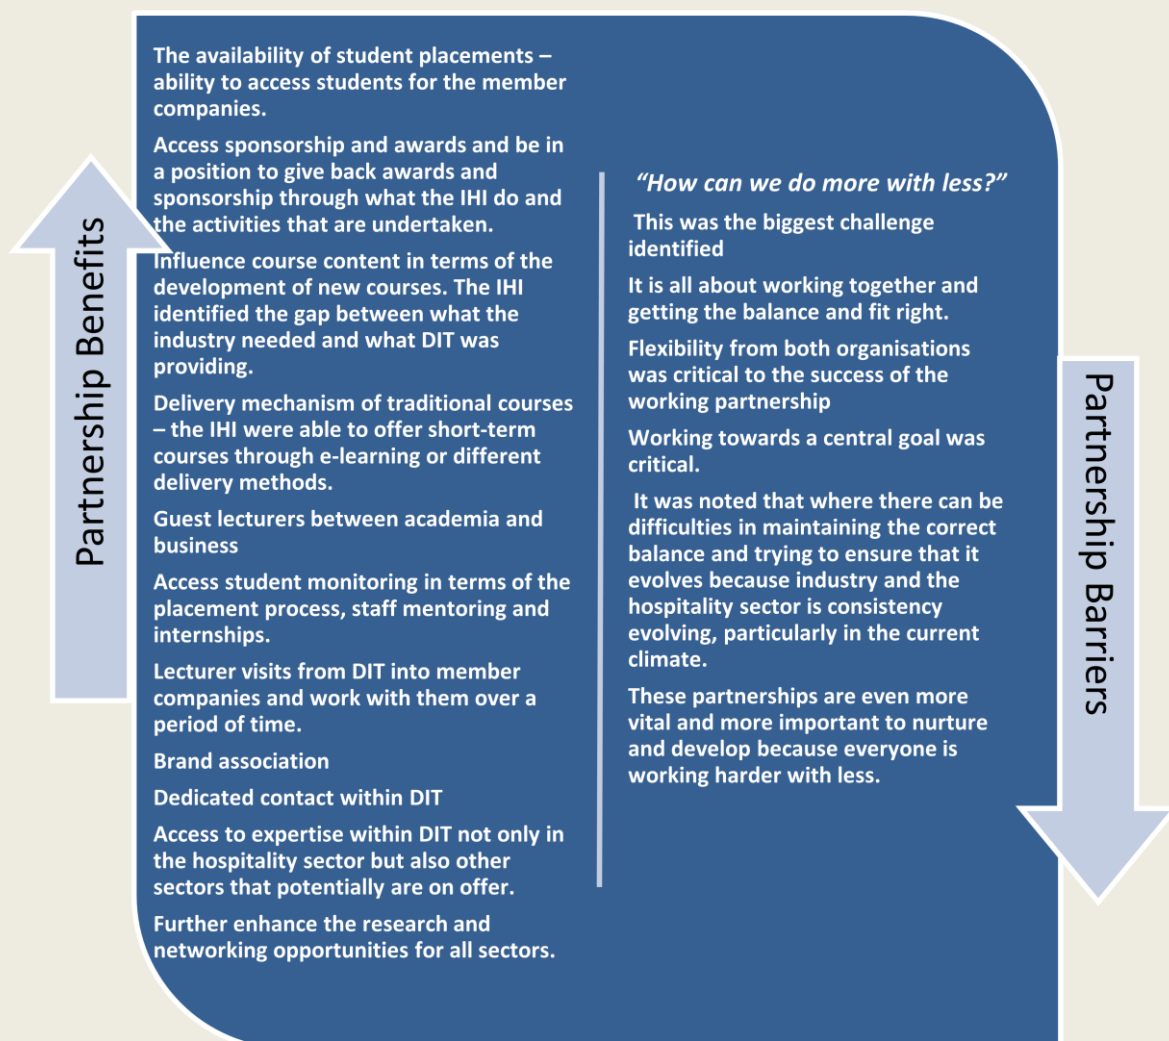 Partnership Benefits
The availability of student placements –
ability to access students for the member
companies.
Access sponsorship and awards and be in
a position to give back awards and
sponsorship through what the IHI do and
the activities that are undertaken.
Influence course content in terms of the
development of new courses. The IHI
identified the gap between what the
industry needed and what DIT was
providing.
Delivery mechanism of traditional courses
– the IHI were able to offer short-term
courses through e-learning or different
delivery methods.
Guest lecturers between academia and
business
Access student monitoring in terms of the
placement process, staff mentoring and
internships.
Lecturer visits from DIT into member
companies and work with them over a
period of time.
Brand association
Dedicated contact within DIT
Access to expertise within DIT not only in
the hospitality sector but also other
sectors that potentially are on offer.
Further enhance the research and
networking opportunities for all sectors.
“How can we do more with less?”
This was the biggest challenge
identified
It is all about working together and
getting the balance and fit right.
Flexibility from both organisations
was critical to the success of the
working partnership
Working towards a central goal was
critical.
It was noted that where there can be
difficulties in maintaining the correct
balance and trying to ensure that it
evolves because industry and the
hospitality sector is consistency
evolving, particularly in the current
climate.
These partnerships are even more
vital and more important to nurture
and develop because everyone is
working harder with less.
Partnership Barriers